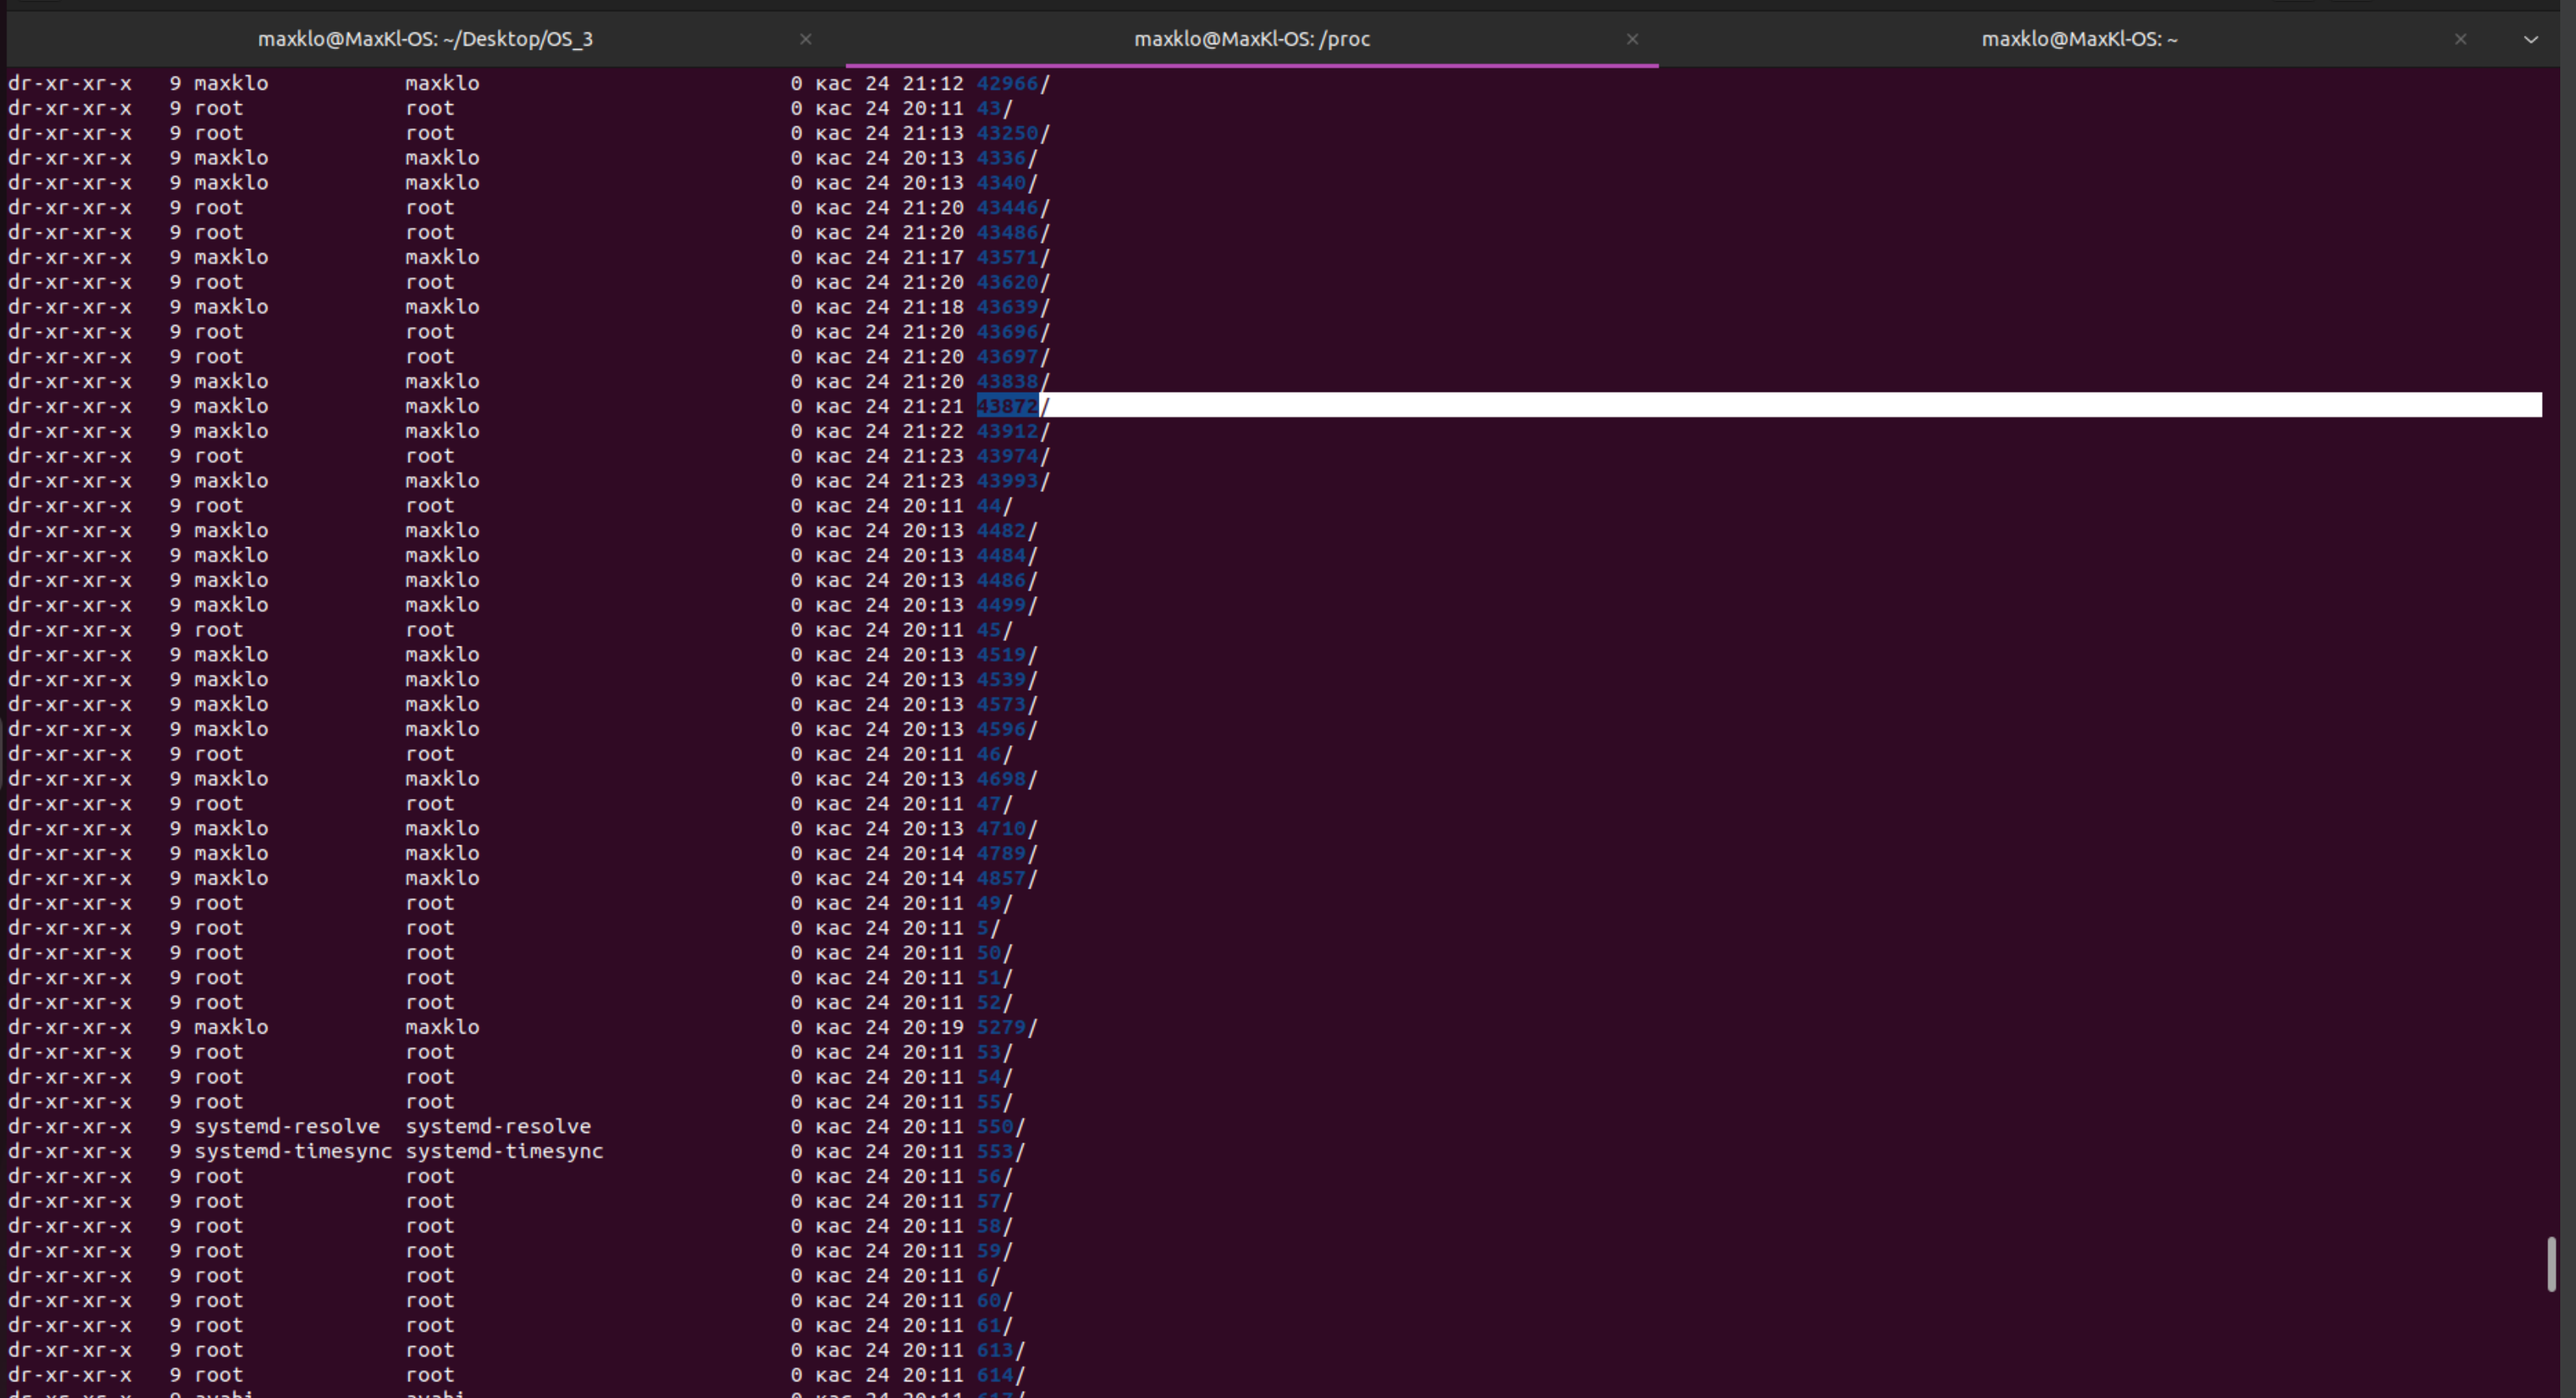 maxklo@MaxKl-OS: ~/Desktop/OS_3 × maxklo@MaxKl-OS: /proc × maxklo@MaxKl-OS: ~ ×
dr-xr-xr-x 9 maxklo maxklo 0 кас 24 21:12 42966/
dr-xr-xr-x 9 root root 0 кас 24 20:11 43/
dr-xr-xr-x 9 root root 0 кас 24 21:13 43250/
dr-xr-xr-x 9 maxklo maxklo 0 кас 24 20:13 4336/
dr-xr-xr-x 9 maxklo maxklo 0 кас 24 20:13 4340/
dr-xr-xr-x 9 root root 0 кас 24 21:20 43446/
dr-xr-xr-x 9 root root 0 кас 24 21:20 43486/
dr-xr-xr-x 9 maxklo maxklo 0 кас 24 21:17 43571/
dr-xr-xr-x 9 root root 0 кас 24 21:20 43620/
dr-xr-xr-x 9 maxklo maxklo 0 кас 24 21:18 43639/
dr-xr-xr-x 9 root root 0 кас 24 21:20 43696/
dr-xr-xr-x 9 root root 0 кас 24 21:20 43697/
dr-xr-xr-x 9 maxklo maxklo 0 кас 24 21:20 43838/
dr-xr-xr-x 9 maxklo maxklo 0 кас 24 21:21 43872/
dr-xr-xr-x 9 maxklo maxklo 0 кас 24 21:22 43912/
dr-xr-xr-x 9 root root 0 кас 24 21:23 43974/
dr-xr-xr-x 9 maxklo maxklo 0 кас 24 21:23 43993/
dr-xr-xr-x 9 root root 0 кас 24 20:11 44/
dr-xr-xr-x 9 maxklo maxklo 0 кас 24 20:13 4482/
dr-xr-xr-x 9 maxklo maxklo 0 кас 24 20:13 4484/
dr-xr-xr-x 9 maxklo maxklo 0 кас 24 20:13 4486/
dr-xr-xr-x 9 maxklo maxklo 0 кас 24 20:13 4499/
dr-xr-xr-x 9 root root 0 кас 24 20:11 45/
dr-xr-xr-x 9 maxklo maxklo 0 кас 24 20:13 4519/
dr-xr-xr-x 9 maxklo maxklo 0 кас 24 20:13 4539/
dr-xr-xr-x 9 maxklo maxklo 0 кас 24 20:13 4573/
dr-xr-xr-x 9 maxklo maxklo 0 кас 24 20:13 4596/
dr-xr-xr-x 9 root root 0 кас 24 20:11 46/
dr-xr-xr-x 9 maxklo maxklo 0 кас 24 20:13 4698/
dr-xr-xr-x 9 root root 0 кас 24 20:11 47/
dr-xr-xr-x 9 maxklo maxklo 0 кас 24 20:13 4710/
dr-xr-xr-x 9 maxklo maxklo 0 кас 24 20:14 4789/
dr-xr-xr-x 9 maxklo maxklo 0 кас 24 20:14 4857/
dr-xr-xr-x 9 root root 0 кас 24 20:11 49/
dr-xr-xr-x 9 root root 0 кас 24 20:11 5/
dr-xr-xr-x 9 root root 0 кас 24 20:11 50/
dr-xr-xr-x 9 root root 0 кас 24 20:11 51/
dr-xr-xr-x 9 root root 0 кас 24 20:11 52/
dr-xr-xr-x 9 maxklo maxklo 0 кас 24 20:19 5279/
dr-xr-xr-x 9 root root 0 кас 24 20:11 53/
dr-xr-xr-x 9 root root 0 кас 24 20:11 54/
dr-xr-xr-x 9 root root 0 кас 24 20:11 55/
dr-xr-xr-x 9 systemd-resolve systemd-resolve 0 кас 24 20:11 550/
dr-xr-xr-x 9 systemd-timesync systemd-timesync 0 кас 24 20:11 553/
dr-xr-xr-x 9 root root 0 кас 24 20:11 56/
dr-xr-xr-x 9 root root 0 кас 24 20:11 57/
dr-xr-xr-x 9 root root 0 кас 24 20:11 58/
dr-xr-xr-x 9 root root 0 кас 24 20:11 59/
dr-xr-xr-x 9 root root 0 кас 24 20:11 6/
dr-xr-xr-x 9 root root 0 кас 24 20:11 60/
dr-xr-xr-x 9 root root 0 кас 24 20:11 61/
dr-xr-xr-x 9 root root 0 кас 24 20:11 613/
dr-xr-xr-x 9 root root 0 кас 24 20:11 614/